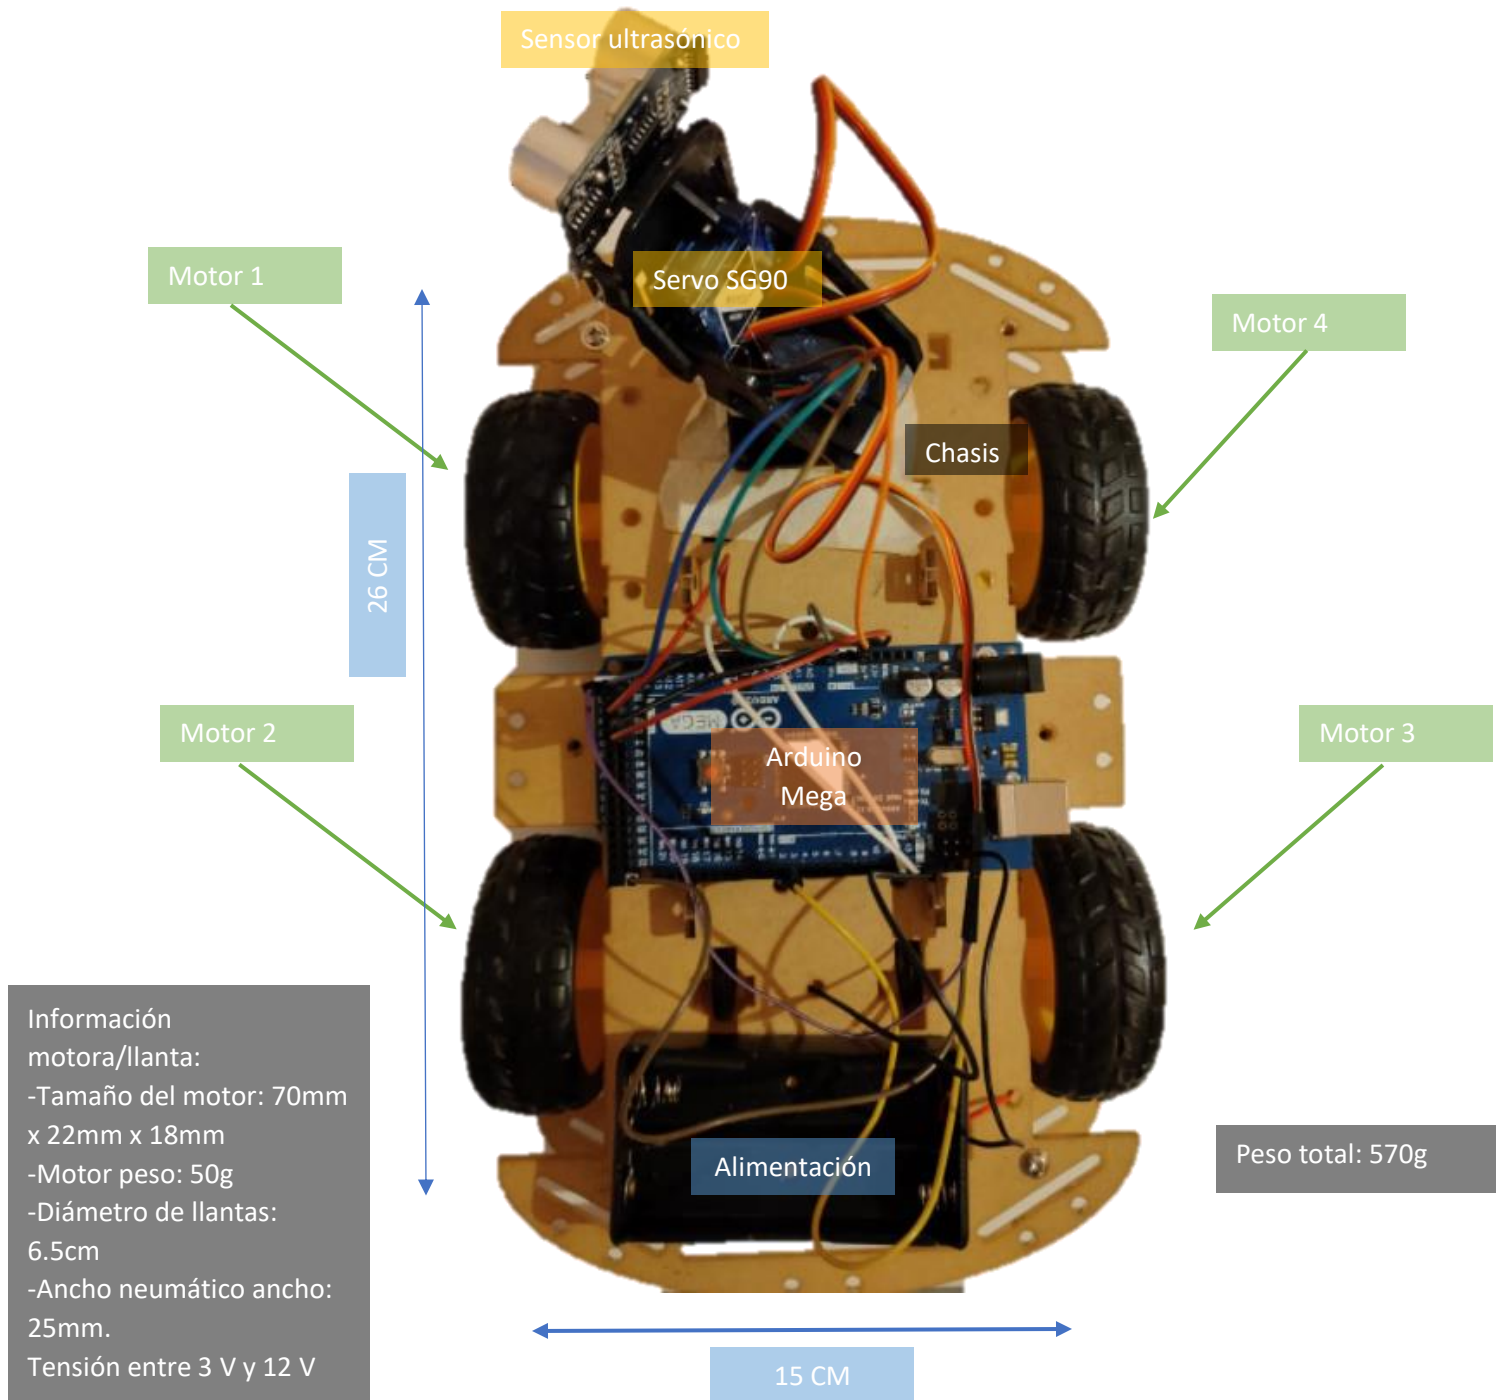 Sensor ultrasónico
Motor 1
Servo SG90
Motor 4
Chasis
26 CM
Motor 2
Motor 3
MEGA
Arduino
Mega
Información
motora/llanta:
-Tamaño del motor: 70mm
x 22mm x 18mm
-Motor peso: 50g
-Diámetro de llantas:
6.5cm
-Ancho neumático ancho:
25mm.
Tensión entre 3 V y 12 V
Alimentación
Peso total: 570g
15 CM